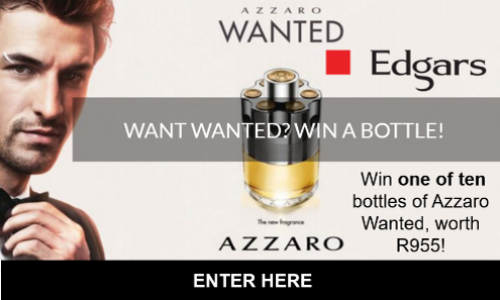 AZZARO
WANTED
Edgars
WANT WANTED? WIN A BOTTLE!
Win one of ten
bottles of Azzaro
Wanted, worth
R955!
The new fragrance
AZZARO
ENTER HERE